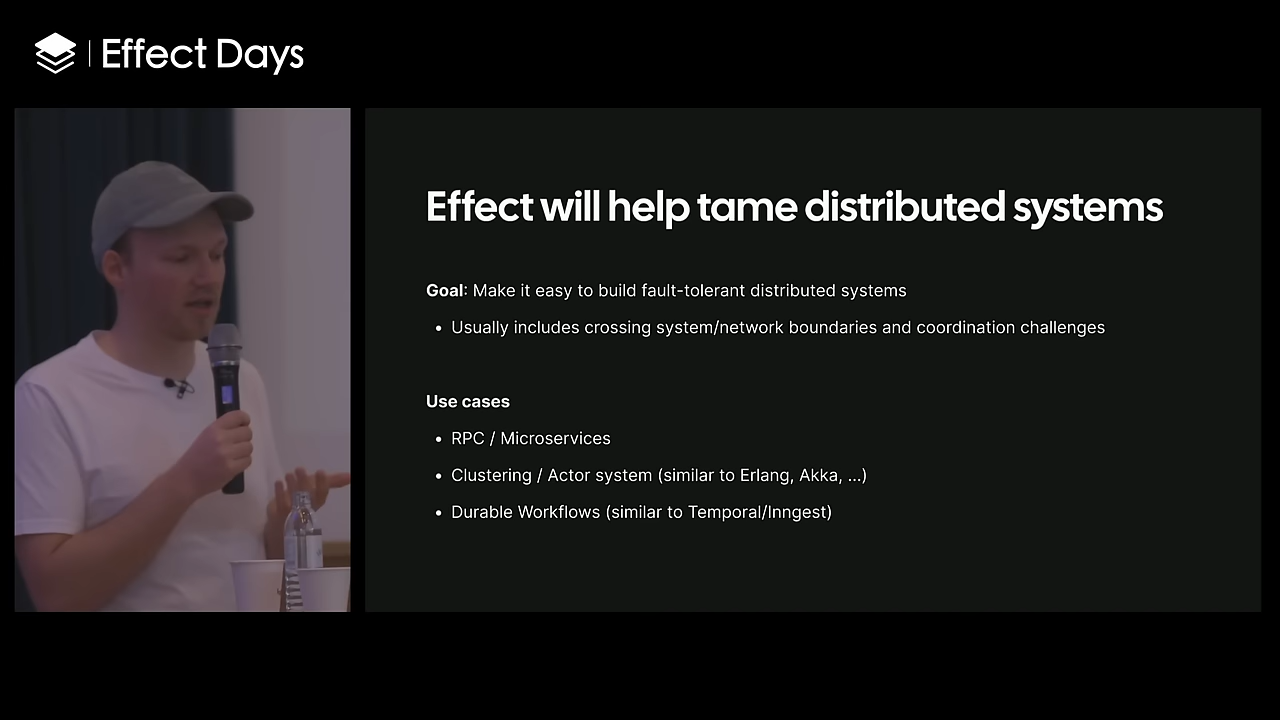 Effect Days
Effect will help tame distributed systems
Goal: Make it easy to build fault-tolerant distributed systems
• Usually includes crossing system/network boundaries and coordination challenges
Use cases
• RPC / Microservices
• Clustering / Actor system (similar to Erlang, Akka, ...)
• Durable Workflows (similar to Temporal/Inngest)